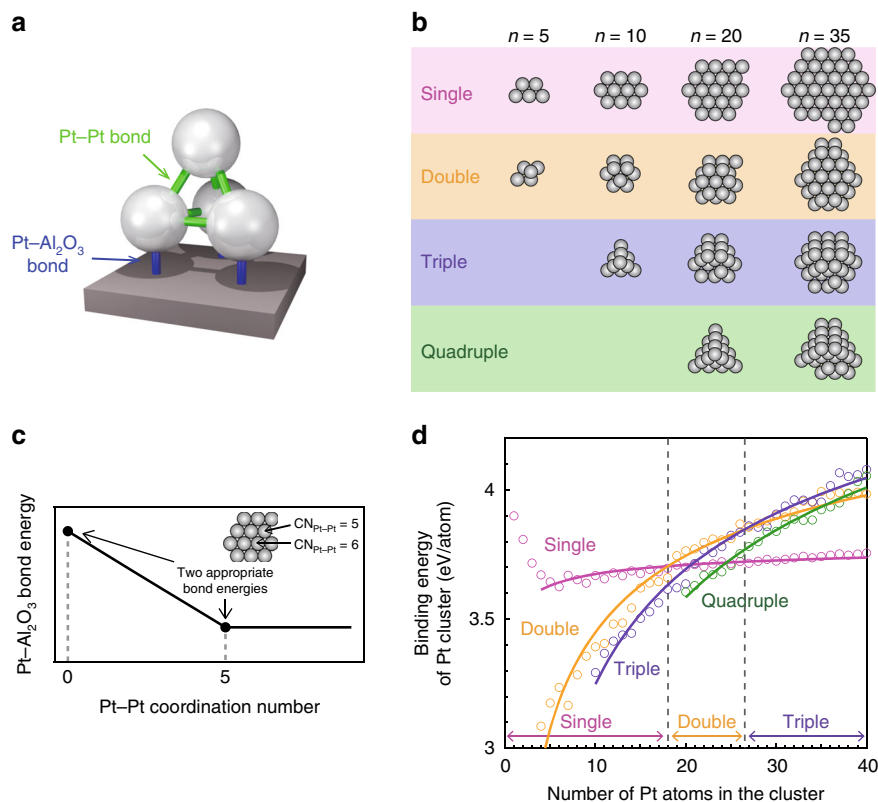 a
Pt–Pt bond
Pt–Al₂O₃
bond
b
n = 5 n = 10 n = 20 n = 35
Single
Double
Triple
Quadruple
c
Pt–Al₂O₃ bond energy
CN_Pt–Pt = 5
CN_Pt–Pt = 6
Two appropriate
bond energies
0 5
Pt–Pt coordination number
d
Binding energy
of Pt cluster (eV/atom)
4
3.5
3
Single
Double
Triple
Quadruple
Single Double Triple
0 10 20 30 40
Number of Pt atoms in the cluster